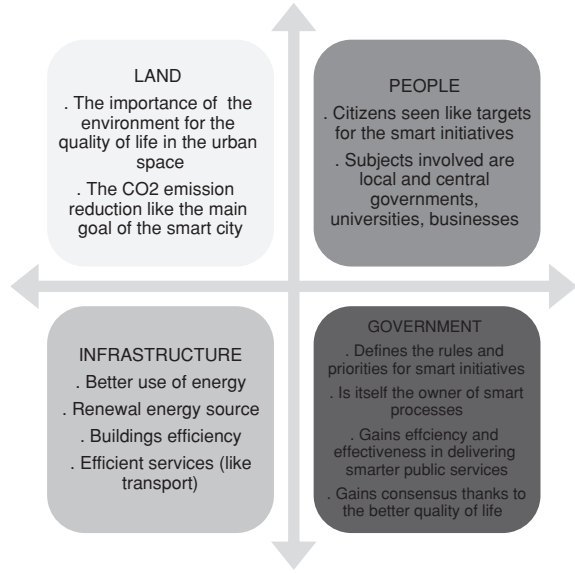 LAND
. The importance of the
environment for the
quality of life in the urban
space
. The CO2 emission
reduction like the main
goal of the smart city
PEOPLE
. Citizens seen like targets
for the smart initiatives
. Subjects involved are
local and central
governments,
universities, businesses
INFRASTRUCTURE
. Better use of energy
. Renewal energy source
. Buildings efficiency
. Efficient services (like
transport)
GOVERNMENT
. Defines the rules and
priorities for smart initiatives
. Is itself the owner of smart
processes
. Gains effciency and
effectiveness in delivering
smarter public services
. Gains consensus thanks to
the better quality of life